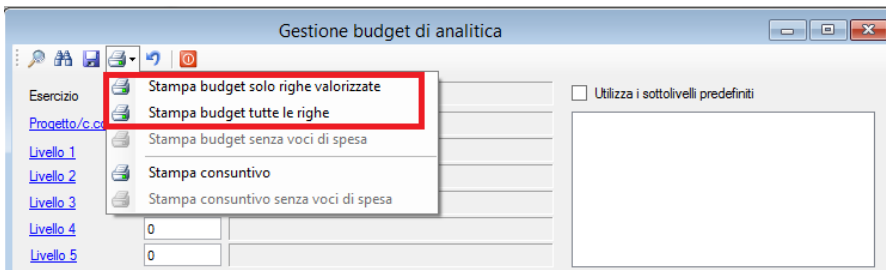 Gestione budget di analitica
Esercizio
Stampa budget solo righe valorizzate
Utilizza i sottolivelli predefiniti
Progetto/c.co
Stampa budget tutte le righe
Stampa budget senza voci di spesa
Livello 1
Livello 2
Stampa consuntivo
Livello 3
Stampa consuntivo senza voci di spesa
Livello 4
0
Livello 5
0